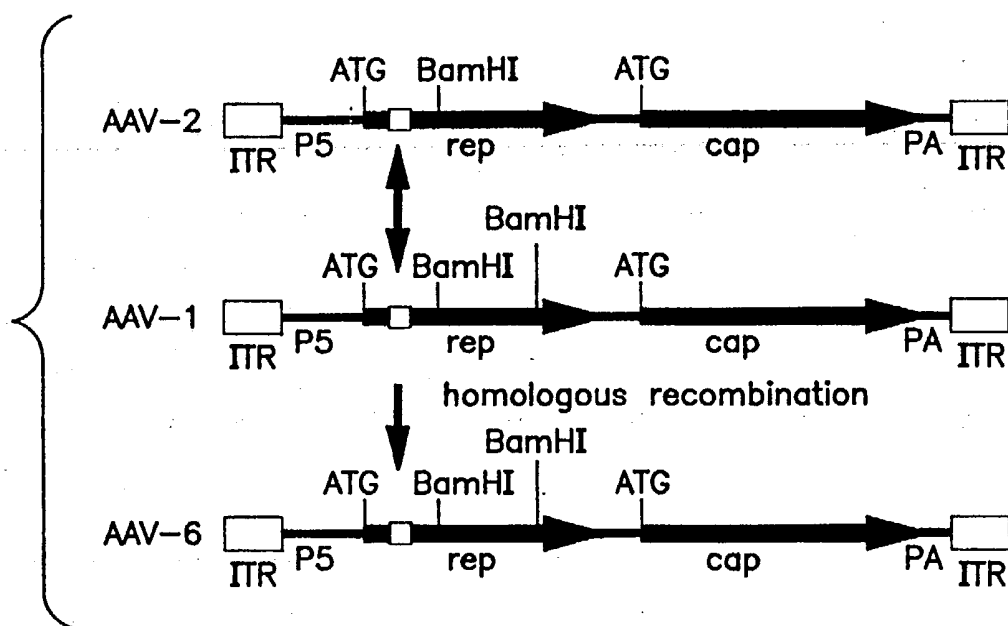 ATG BamHI ATG
AAV-2
ITR P5 rep cap PA ITR
BamHI
ATG BamHI ATG
AAV-1
ITR P5 rep cap PA ITR
homologous recombination
BamHI
ATG BamHI ATG
AAV-6
ITR P5 rep cap PA ITR